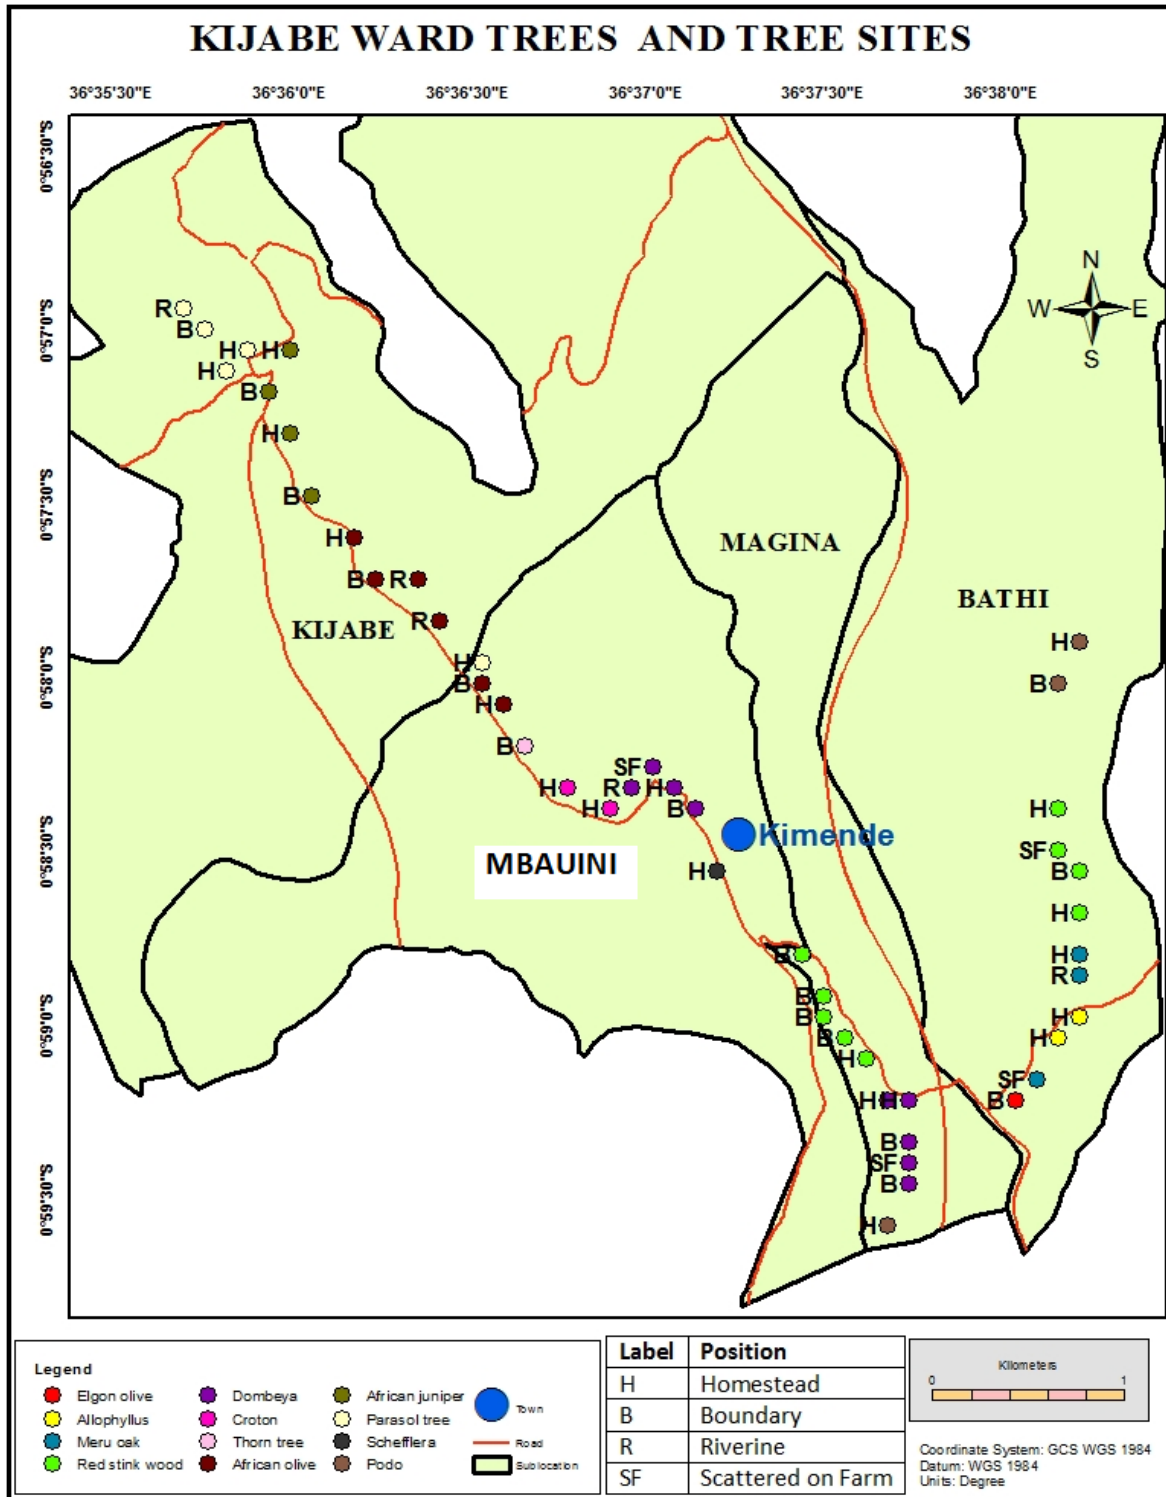 KIJABE WARD TREES AND TREE SITES
36°35'30"E 36°36'0"E 36°36'30"E 36°37'0"E 36°37'30"E 36°38'0"E
0°56'30"S
0°57'0"S
0°57'30"S
0°58'0"S
0°58'30"S
0°59'0"S
0°59'30"S
N
W E
S
R
B
H H
H
B
H
B
H
B R
R
H
B
H
B
SF
H R H
H B
H
B
B
B
B
H
H H
B
SF
B
H
H
B
H
SF
B
H
H
R
H
H
SF
B
MAGINA
BATHI
KIJABE
Kimende
MBAUINI
Legend
Elgon olive
Allophyllus
Meru oak
Red stink wood
Dombeya
Croton
Thorn tree
African olive
African juniper
Parasol tree
Schefflera
Podo
Town
Road
Sublocation
Label Position
H Homestead
B Boundary
R Riverine
SF Scattered on Farm
Kilometers
0 1
Coordinate System: GCS WGS 1984
Datum: WGS 1984
Units: Degree